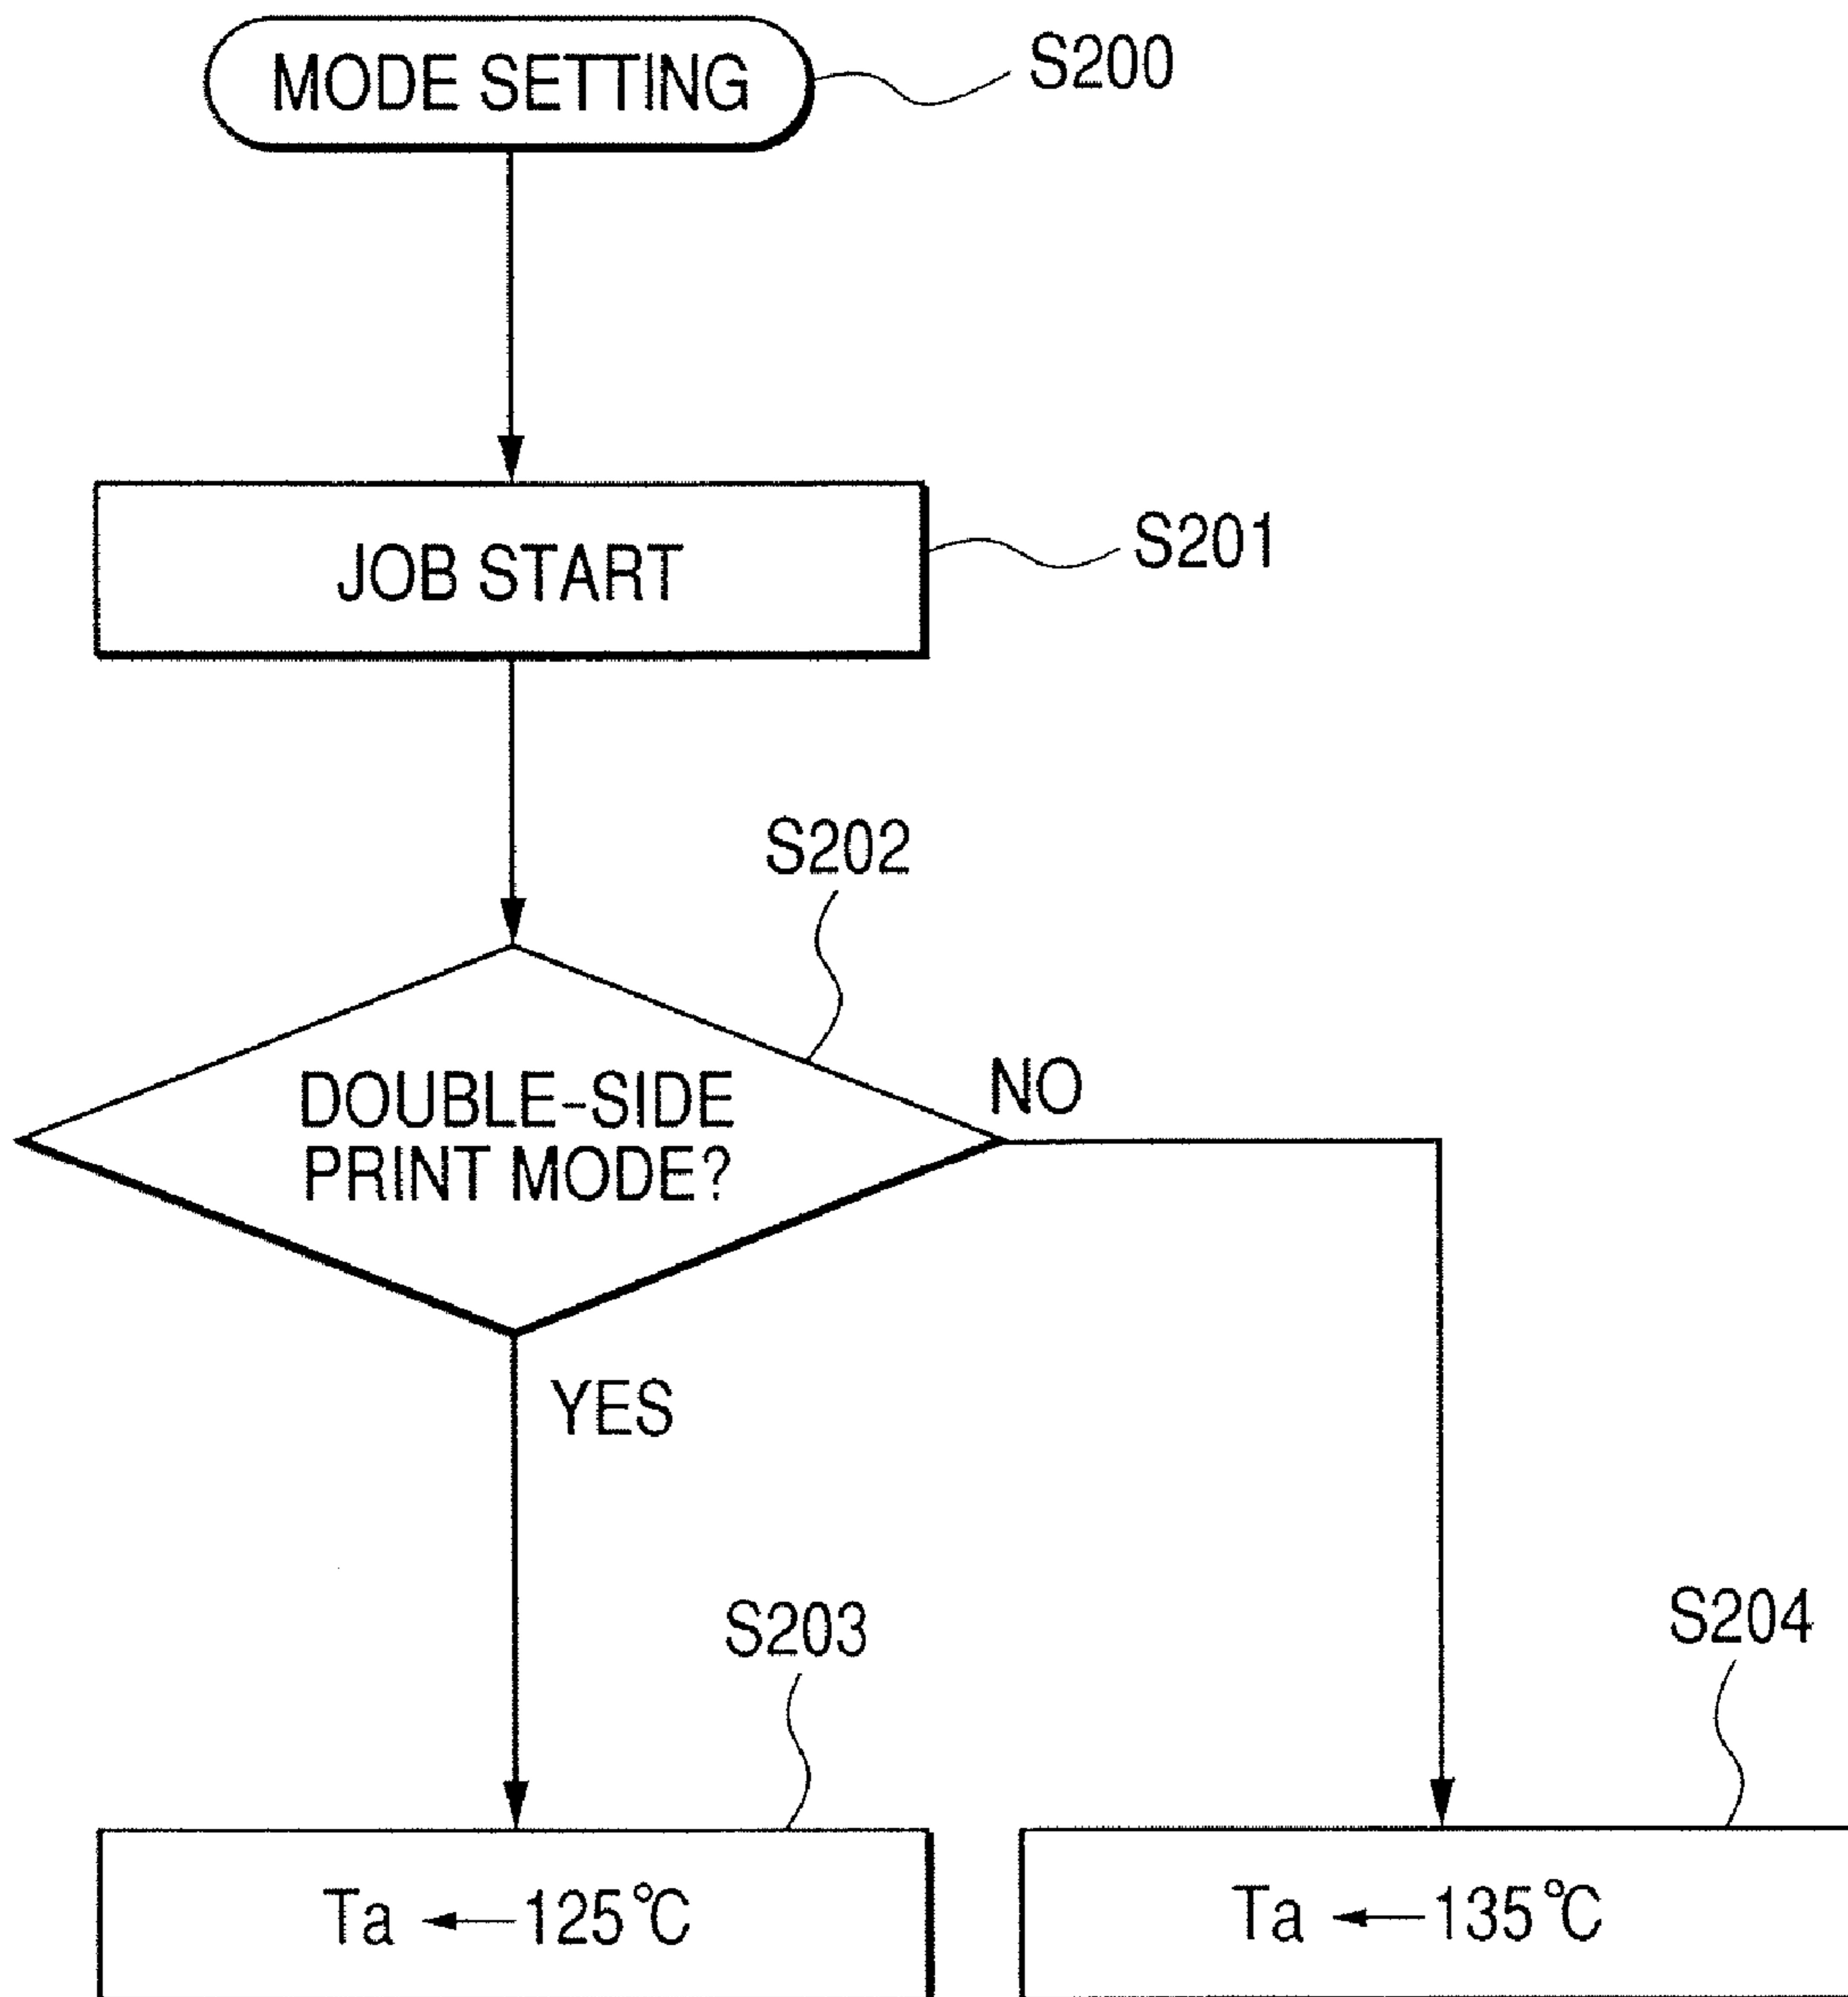 MODE SETTING
S200
JOB START
S201
S202
DOUBLE-SIDE
PRINT MODE?
NO
YES
S203
S204
Ta ←125°C
Ta ←135°C